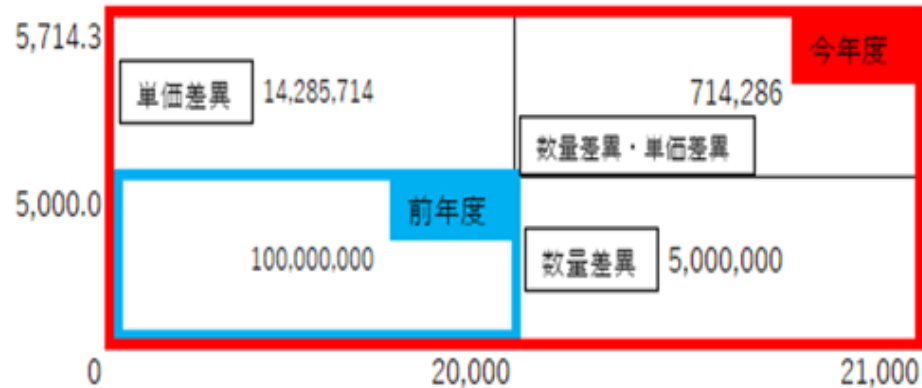 5,714.3
今年度
単価差異 14,285,714
714,286
数量差異・単価差異
5,000.0
前年度
100,000,000
数量差異 5,000,000
0 20,000 21,000